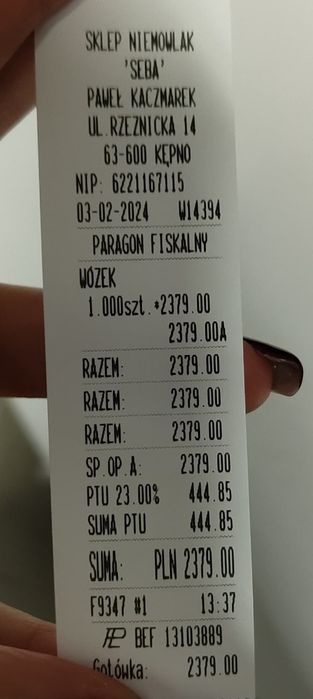 SKLEP NIEMOWLAK
'SEBA'
PAWEŁ KACZMAREK
UL.RZEZNICKA 14
63-600 KĘPNO
NIP: 6221167115
03-02-2024 W14394
PARAGON FISKALNY
WÓZEK
1.000szt.*2379.00
2379.00A
RAZEM: 2379.00
RAZEM: 2379.00
RAZEM: 2379.00
SP.OP.A: 2379.00
PTU 23.00% 444.85
SUMA PTU 444.85
SUMA: PLN 2379.00
F9347 #1 13:37
BEF 13103889
Gotówka: 2379.00